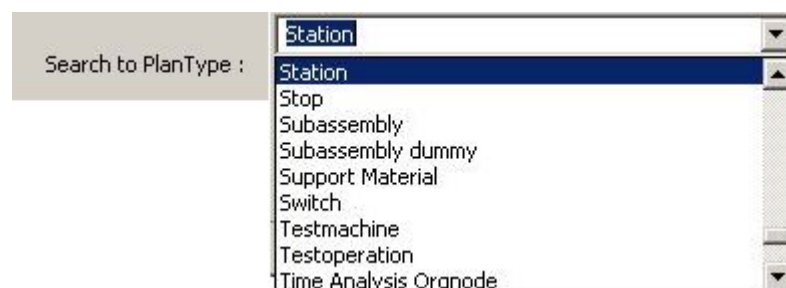 Station
Search to PlanType :
Station
Stop
Subassembly
Subassembly dummy
Support Material
Switch
Testmachine
Testoperation
Time Analysis Orgnode